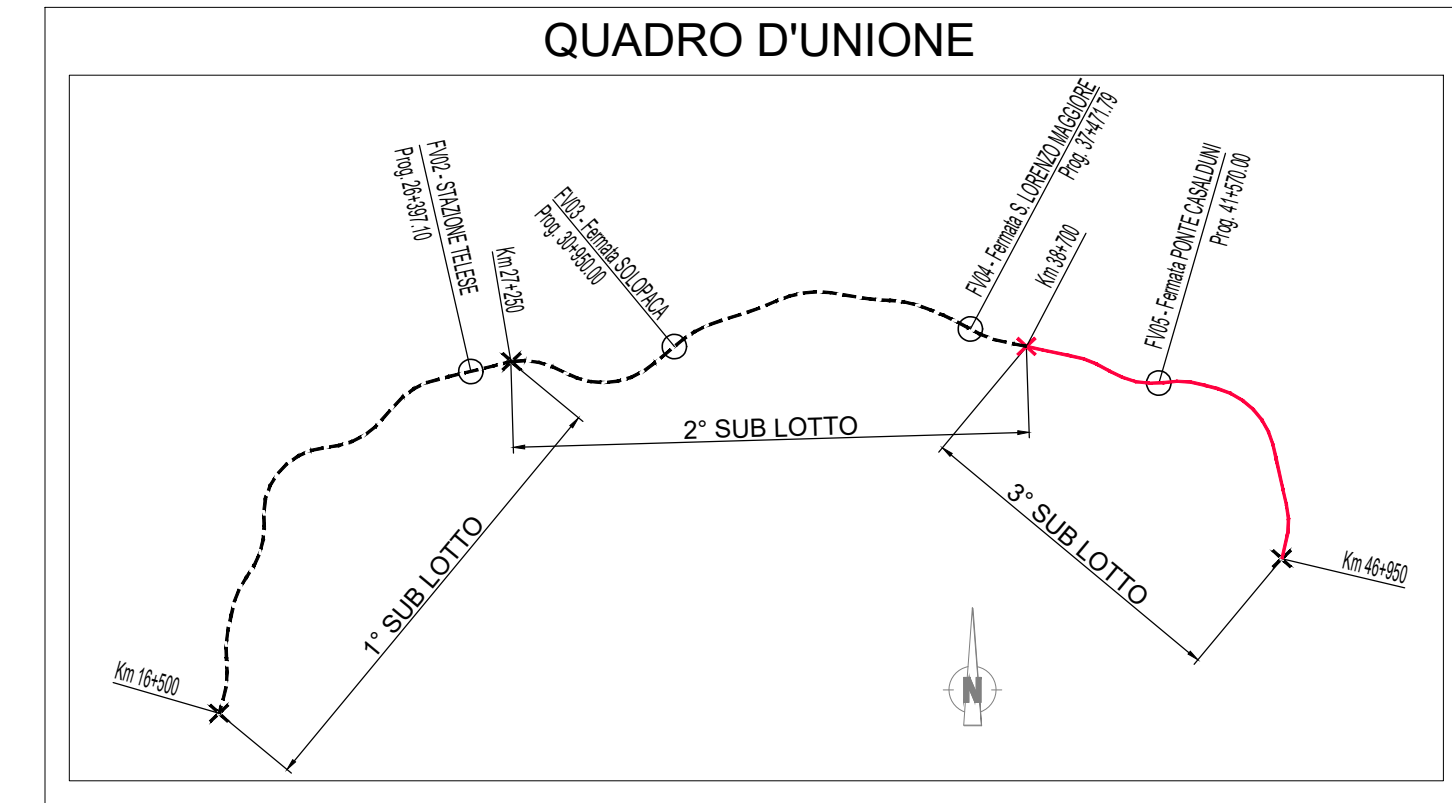 QUADRO D'UNIONE
FV02 - STAZIONE TELESE
Prog. 26+397.10
Km 27+250
FV03 - Fermata SOLOPACA
Prog. 30+950.00
FV04 - Fermata S. LORENZO MAGGIORE
Prog. 37+471.79
Km 38+700
FV05 - Fermata PONTE CASALDUNI
Prog. 41+570.00
2° SUB LOTTO
1° SUB LOTTO
3° SUB LOTTO
Km 46+950
Km 16+500
N